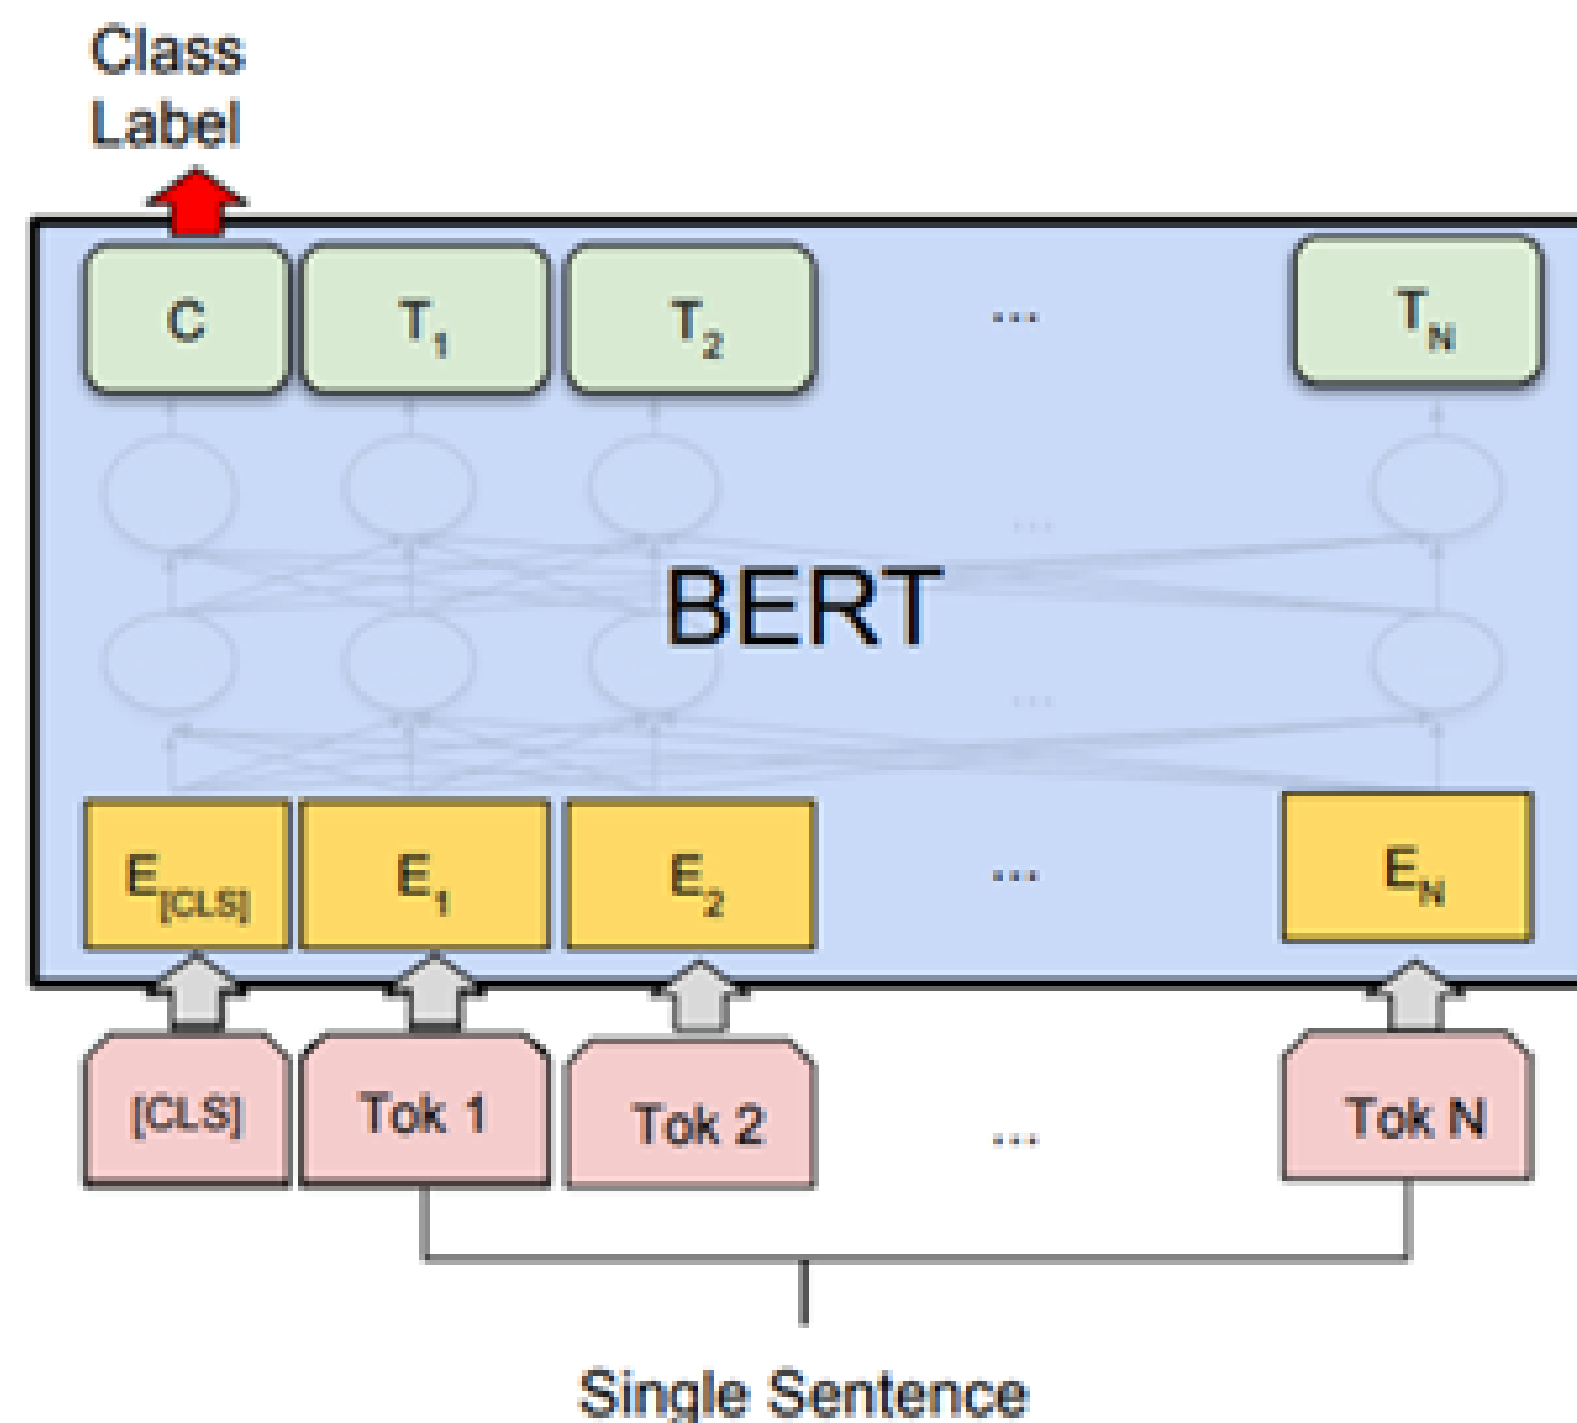 Class
Label
C T1 T2 ... TN
...
BERT
...
E[CLS] E1 E2 ... EN
[CLS] Tok 1 Tok 2 ... Tok N
Single Sentence